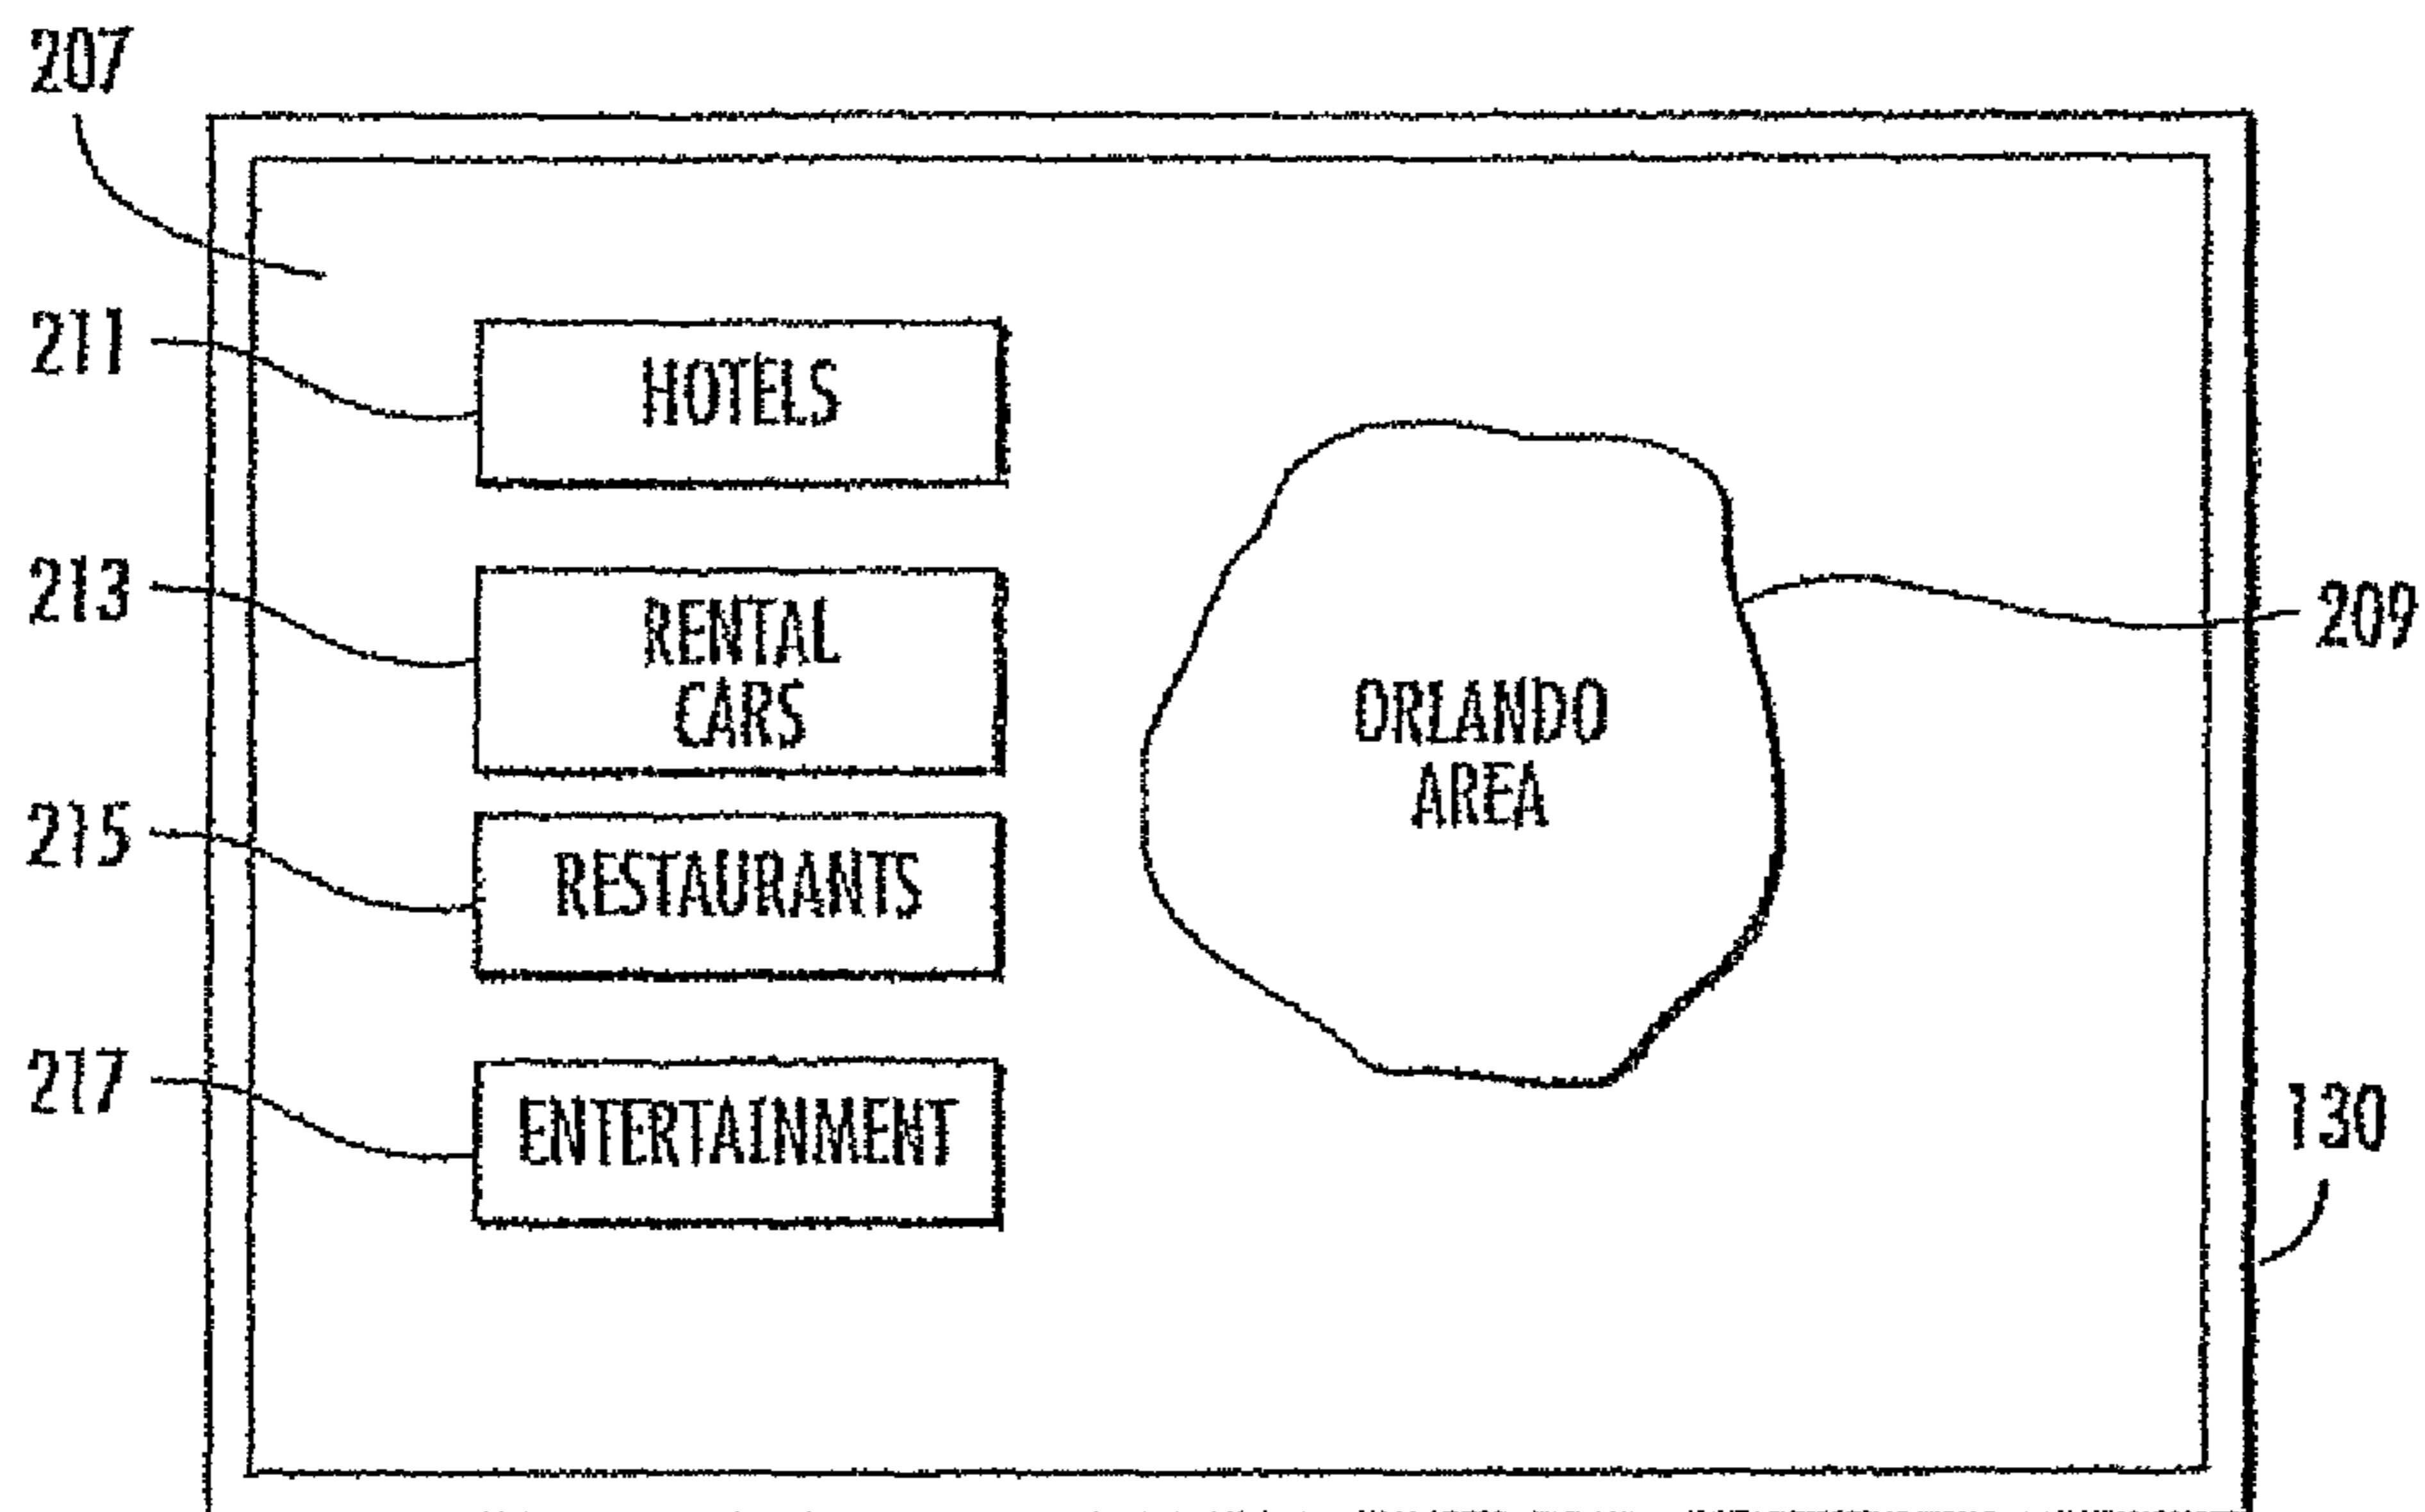 207
211
HOTELS
213
RENTAL
CARS
209
ORLANDO
AREA
215
RESTAURANTS
217
ENTERTAINMENT
130